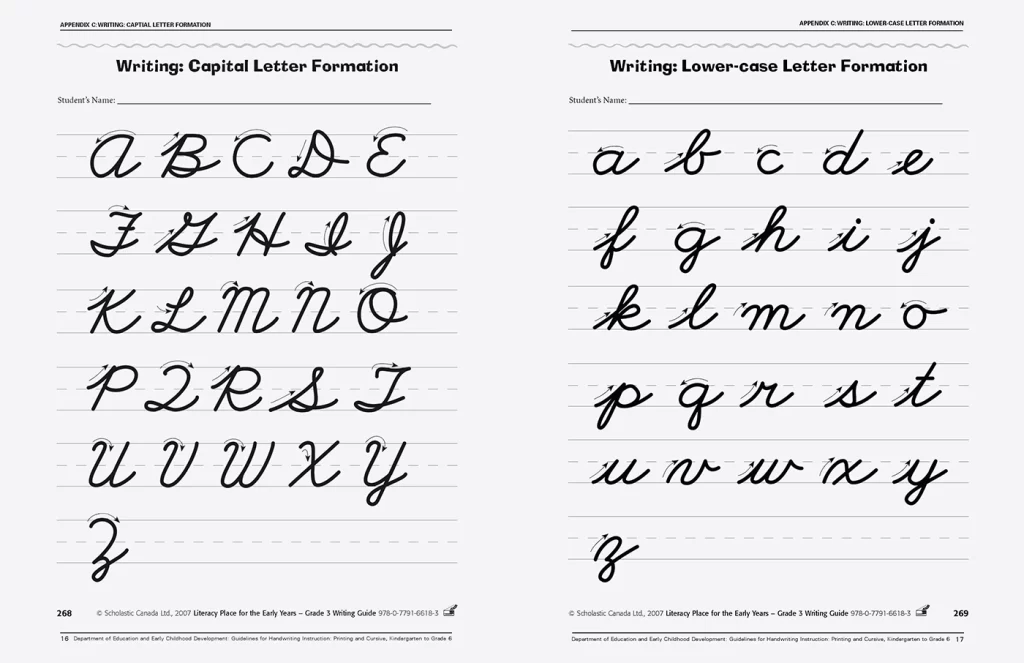 APPENDIX C: WRITING: CAPTIAL LETTER FORMATION
Writing: Capital Letter Formation
Student's Name:
A B C D E
F G H I J
K L M N O
P Q R S T
U V W X Y
Z
268 © Scholastic Canada Ltd., 2007 Literacy Place for the Early Years – Grade 3 Writing Guide 978-0-7791-6618-3
16 Department of Education and Early Childhood Development: Guidelines for Handwriting Instruction: Printing and Cursive, Kindergarten to Grade 6
APPENDIX C: WRITING: LOWER-CASE LETTER FORMATION
Writing: Lower-case Letter Formation
Student's Name:
a b c d e
f g h i j
k l m n o
p q r s t
u v w x y
z
© Scholastic Canada Ltd., 2007 Literacy Place for the Early Years – Grade 3 Writing Guide 978-0-7791-6618-3 269
Department of Education and Early Childhood Development: Guidelines for Handwriting Instruction: Printing and Cursive, Kindergarten to Grade 6 17